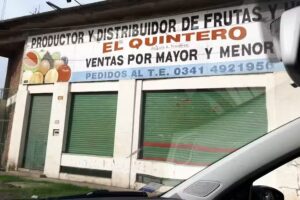 PRODUCTOR Y DISTRIBUIDOR DE FRUTAS Y
EL QUINTERO
VENTAS POR MAYOR Y MENOR
PEDIDOS AL T.E. 0341 4921950